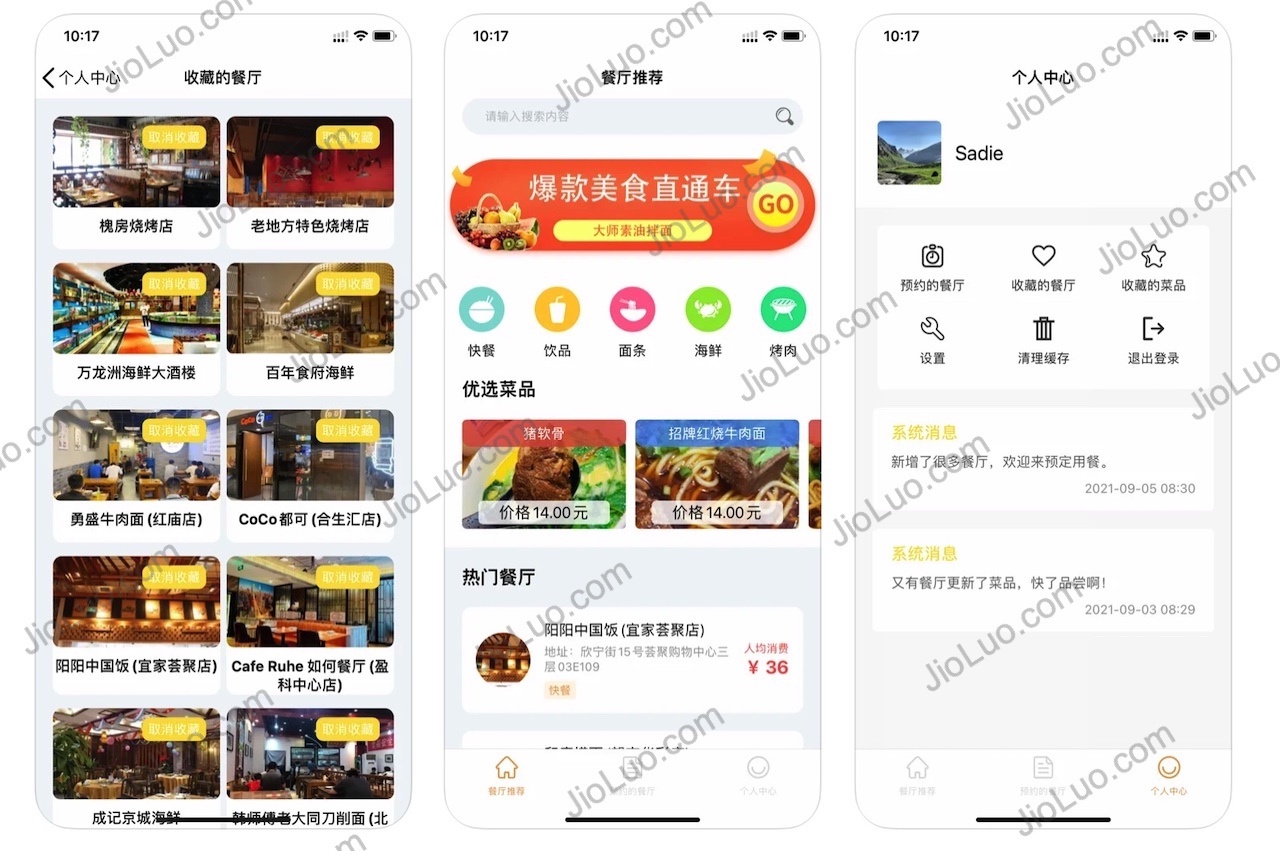 10:17
个人中心
收藏的餐厅
取消收藏
取消收藏
槐房烧烤店
老地方特色烧烤店
取消收藏
取消收藏
万龙洲海鲜大酒楼
百年食府海鲜
取消收藏
取消收藏
勇盛牛肉面(红庙店)
CoCo都可(合生汇店)
取消收藏
取消收藏
阳阳中国饭(宜家荟聚店)
Cafe Ruhe 如何餐厅(盈
科中心店)
取消收藏
取消收藏
成记京城海鲜
韩师傅老大同刀削面(北
10:17
餐厅推荐
请输入搜索内容
爆款美食直通车
GO
大师素油拌面
快餐
饮品
面条
海鲜
烤肉
优选菜品
猪软骨
招牌红烧牛肉面
价格 14.00 元
价格 14.00 元
热门餐厅
阳阳中国饭(宜家荟聚店)
地址：欣宁街15号荟聚购物中心三
层03E109
人均消费
¥ 36
快餐
餐厅推荐
预约的餐厅
个人中心
10:17
个人中心
Sadie
预约的餐厅
收藏的餐厅
收藏的菜品
设置
清理缓存
退出登录
系统消息
新增了很多餐厅，欢迎来预定用餐。
2021-09-05 08:30
系统消息
又有餐厅更新了菜品，快了品尝啊！
2021-09-03 08:29
餐厅推荐
预约的餐厅
个人中心
JioLuo.com